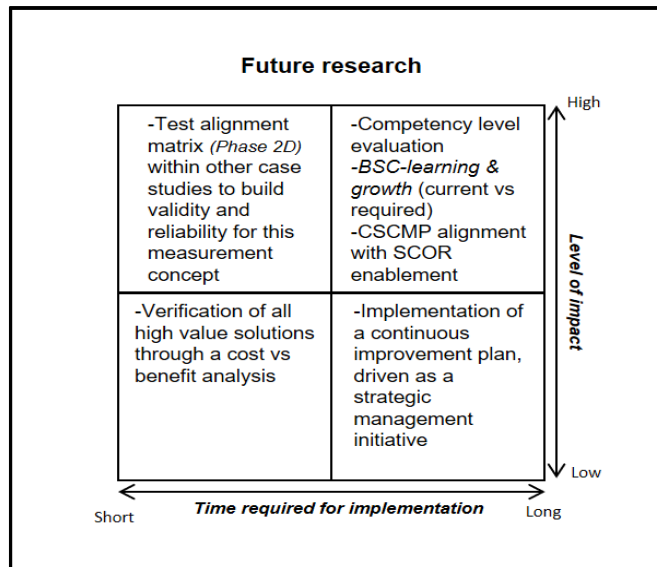 Future research
High
-Test alignment
matrix (Phase 2D)
within other case
studies to build
validity and
reliability for this
measurement
concept
-Competency level
evaluation
-BSC-learning &
growth (current vs
required)
-CSCMP alignment
with SCOR
enablement
Level of impact
-Verification of all
high value solutions
through a cost vs
benefit analysis
-Implementation of
a continuous
improvement plan,
driven as a
strategic
management
initiative
Low
Short
Time required for implementation
Long